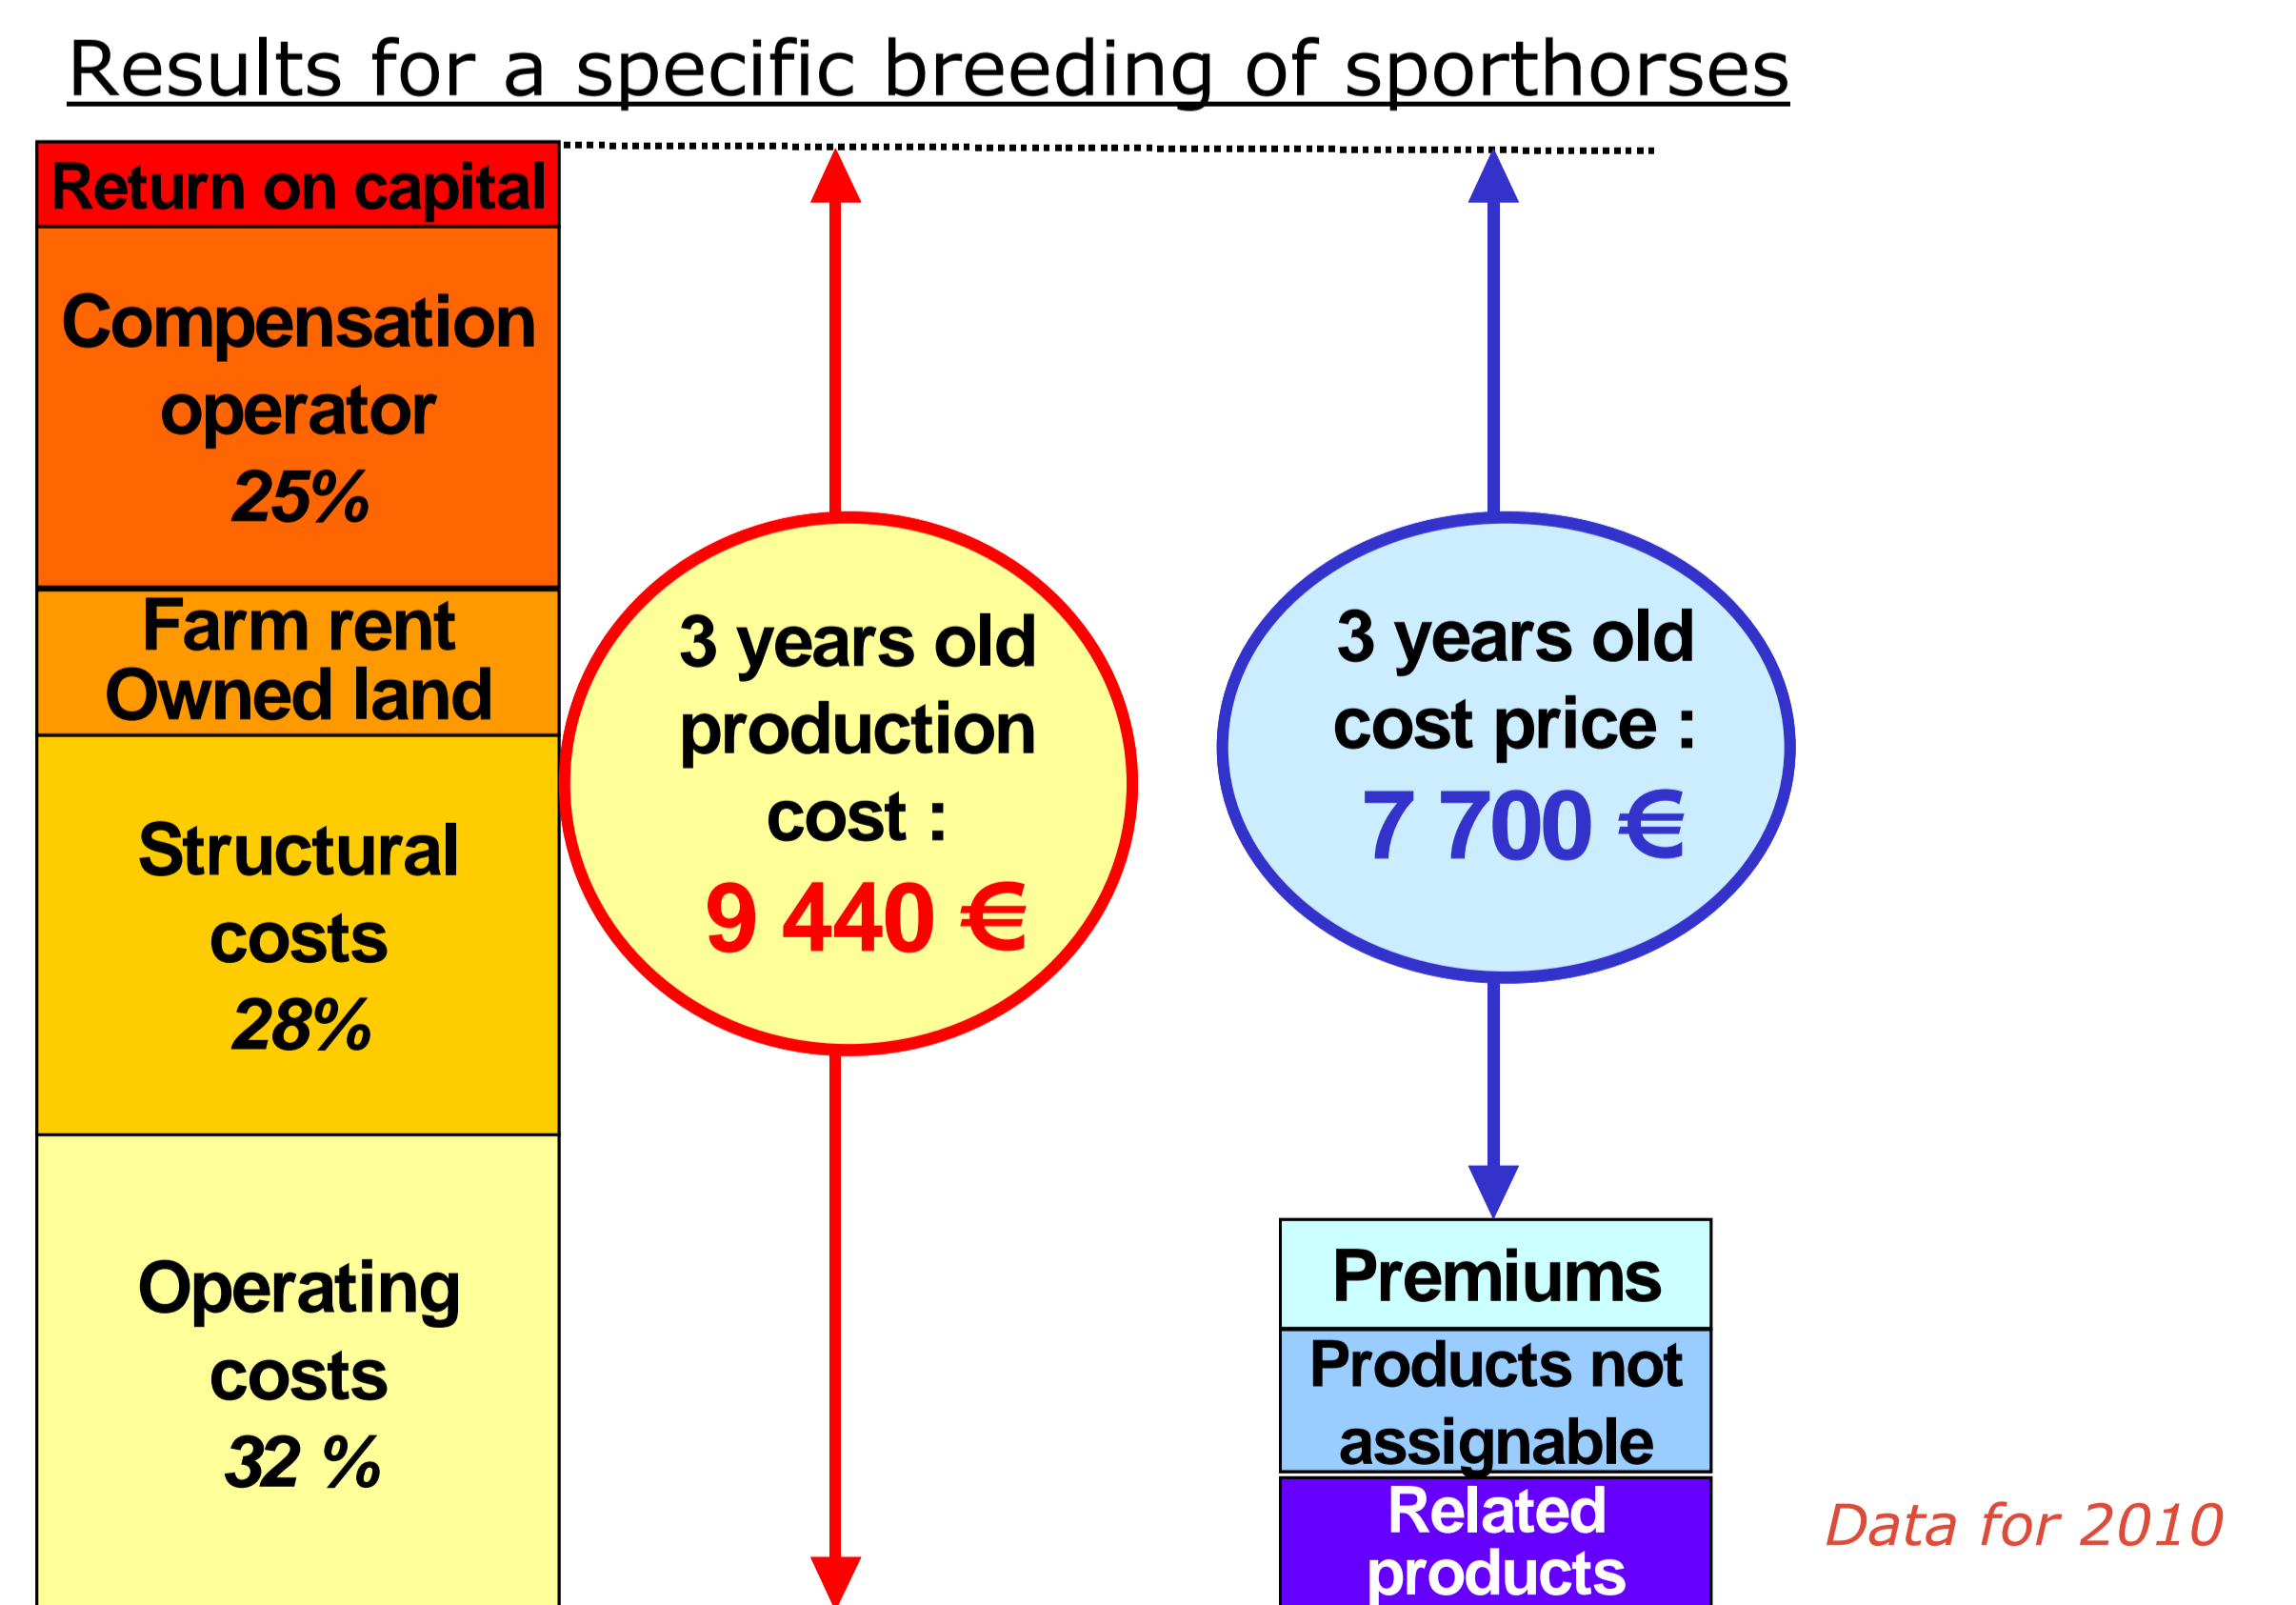 Results for a specific breeding of sporthorses
Return on capital
Compensation
operator
25%
Farm rent
Owned land
Structural
costs
28%
Operating
costs
32 %
3 years old
production
cost :
9 440 €
3 years old
cost price :
7 700 €
Premiums
Products not
assignable
Related
products
Data for 2010